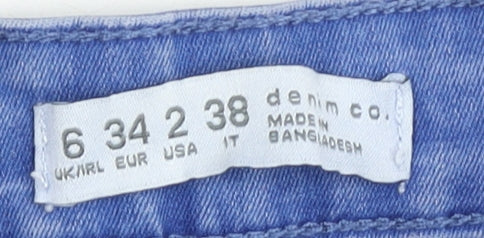 6 34 2 38 denim co.
UK/IRL EUR USA IT MADE IN
BANGLADESH